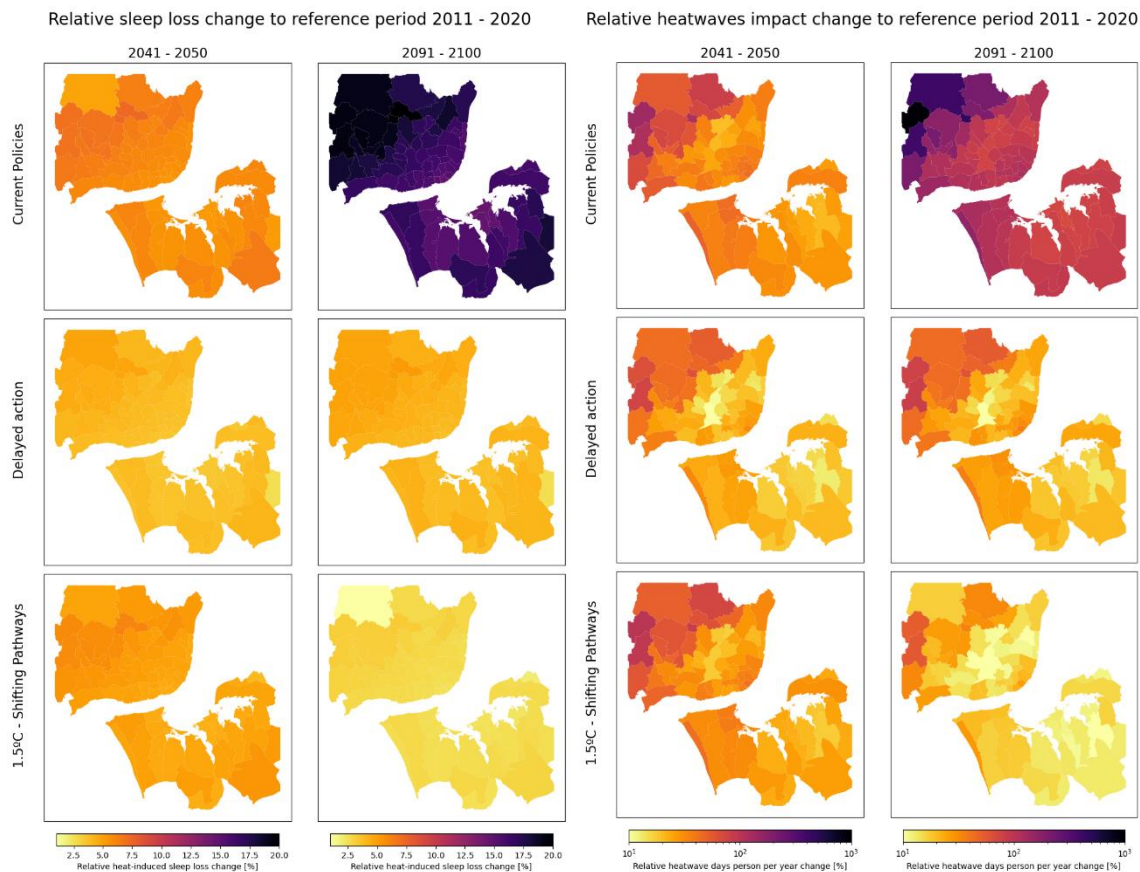 Relative sleep loss change to reference period 2011 - 2020
Relative heatwaves impact change to reference period 2011 - 2020
2041 - 2050
2091 - 2100
2041 - 2050
2091 - 2100
Current Policies
Current Policies
Delayed action
Delayed action
1.5ºC - Shifting Pathways
1.5ºC - Shifting Pathways
2.5 5.0 7.5 10.0 12.5 15.0 17.5 20.0
Relative heat-induced sleep loss change [%]
2.5 5.0 7.5 10.0 12.5 15.0 17.5 20.0
Relative heat-induced sleep loss change [%]
10¹ 10² 10³
Relative heatwave days person per year change [%]
10¹ 10² 10³
Relative heatwave days person per year change [%]